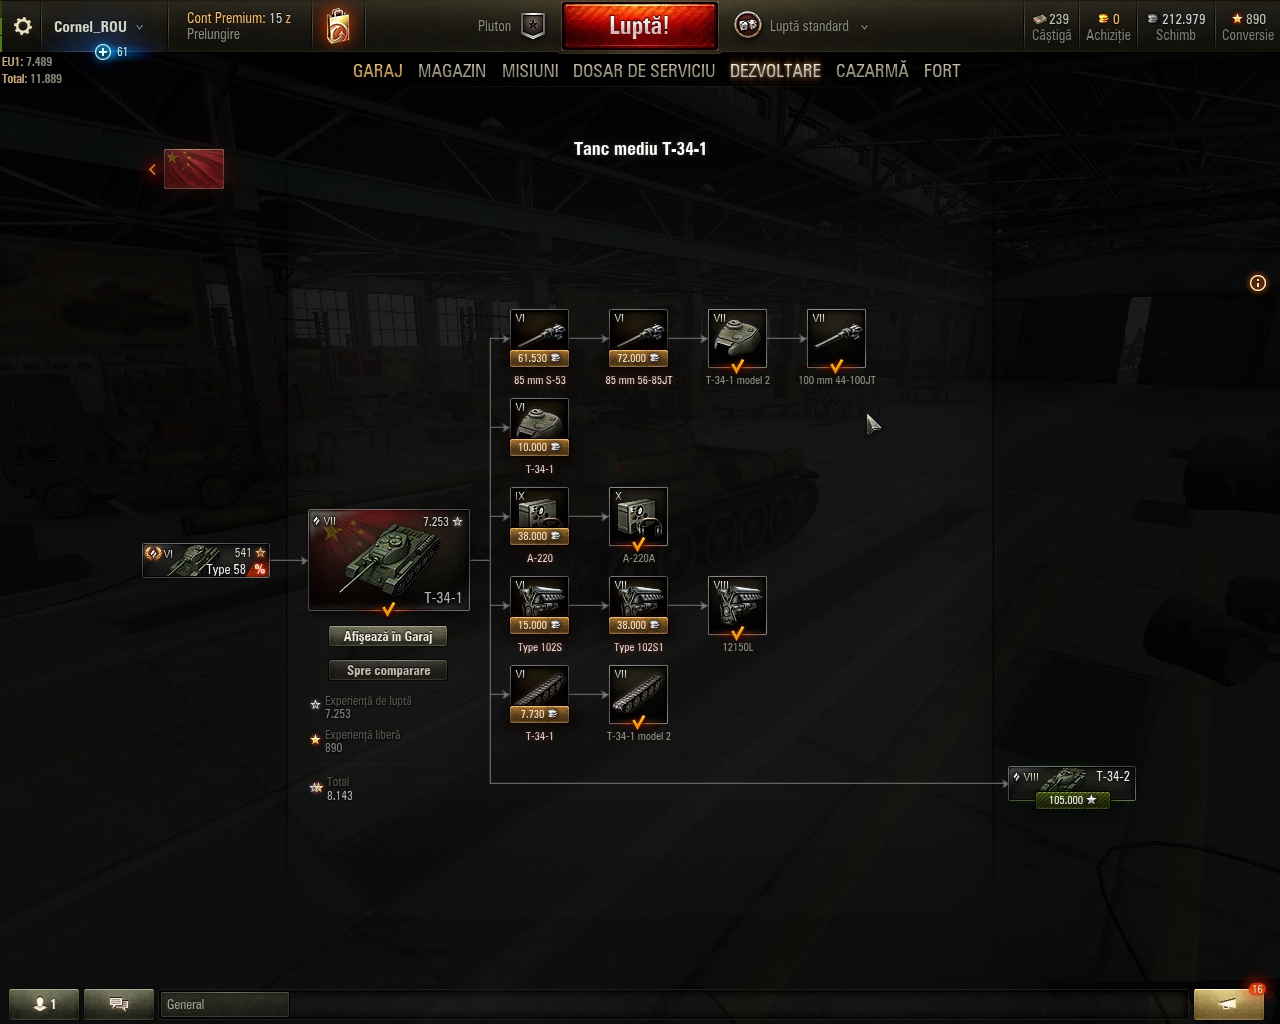 Cornel_ROU
61
Cont Premium: 15 z
Prelungire
Pluton
Luptă!
Luptă standard
239
Câștigă
0
Achiziție
212.979
Schimb
890
Conversie
EU1: 7.489
Total: 11.889
GARAJ MAGAZIN MISIUNI DOSAR DE SERVICIU DEZVOLTARE CAZARMĂ FORT
Tanc mediu T-34-1
VI
61.530
85 mm S-53
VI
72.000
85 mm 56-85JT
VII
T-34-1 model 2
VII
100 mm 44-100JT
VI
10.000
T-34-1
IX
38.000
A-220
X
A-220A
VI
541
Type 58 %
VII
7.253
T-34-1
Afișează în Garaj
Spre comparare
VI
15.000
Type 102S
VII
38.000
Type 102S1
VIII
12150L
VI
7.730
T-34-1
VII
T-34-1 model 2
Experiență de luptă
7.253
Experiență liberă
890
Total
8.143
VIII
T-34-2
105.000
1
General
16